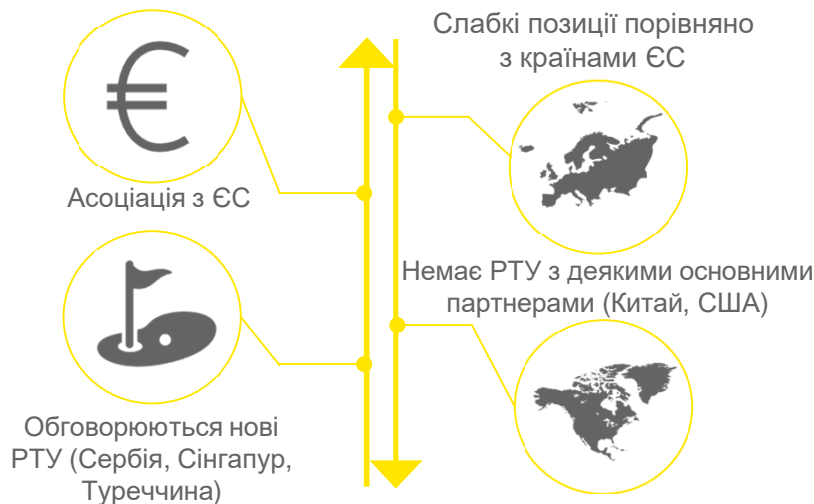 Асоціація з ЄС
Обговорюються нові
РТУ (Сербія, Сінгапур,
Туреччина)
Слабкі позиції порівняно
з країнами ЄС
Немає РТУ з деякими основними
партнерами (Китай, США)